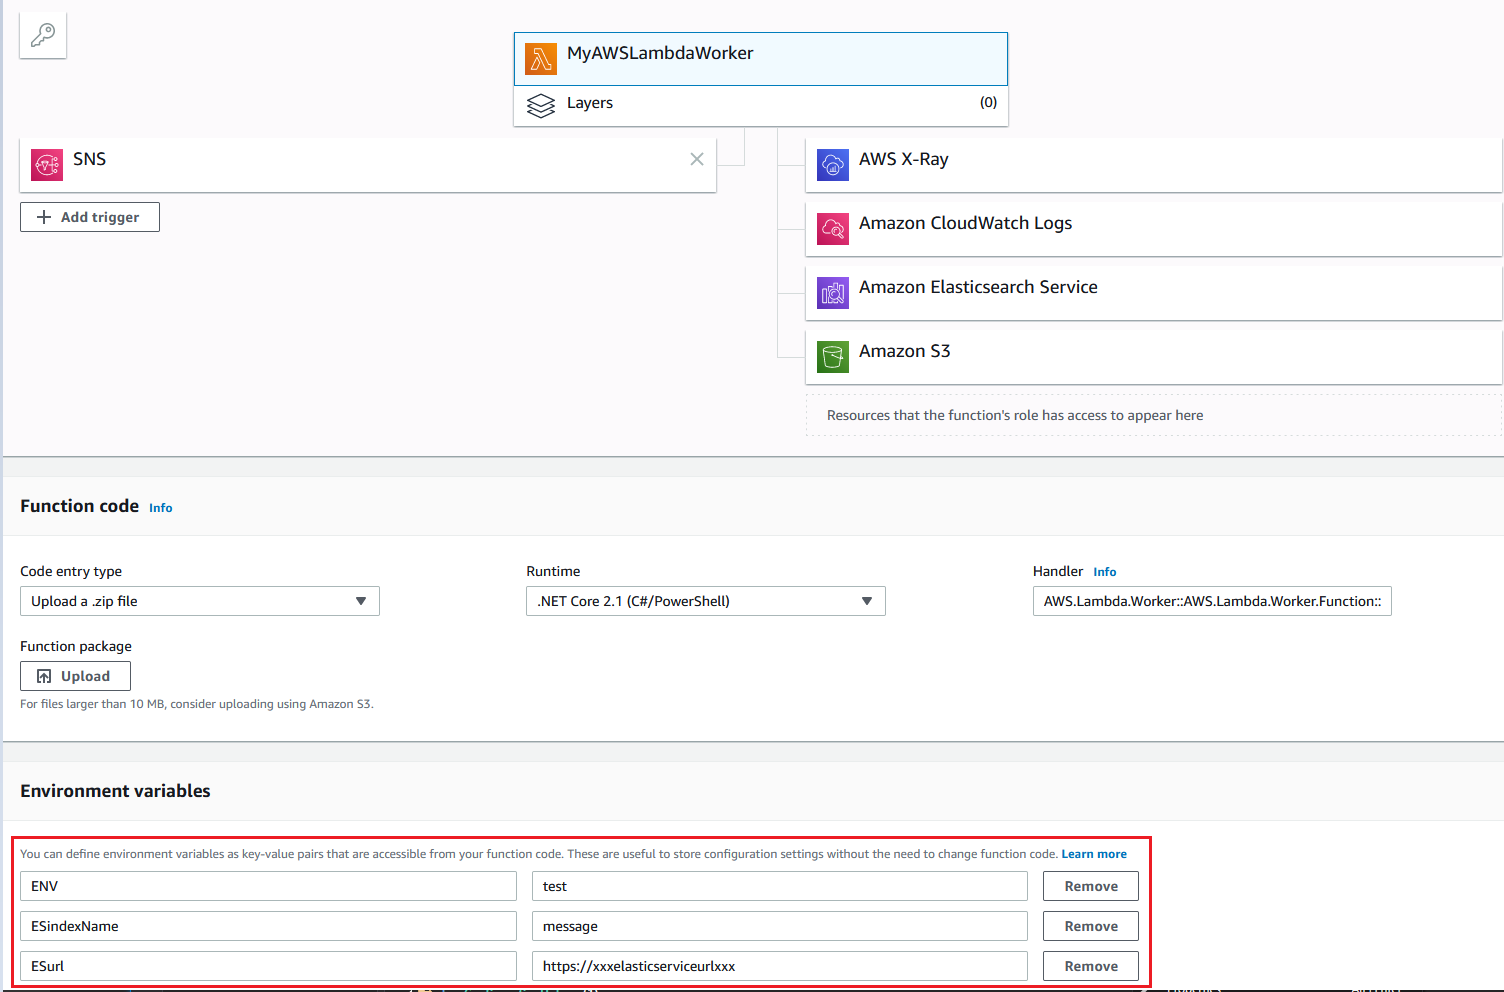 MyAWSLambdaWorker
Layers (0)
SNS
Add trigger
AWS X-Ray
Amazon CloudWatch Logs
Amazon Elasticsearch Service
Amazon S3
Resources that the function's role has access to appear here
Function code Info
Code entry type
Upload a .zip file
Runtime
.NET Core 2.1 (C#/PowerShell)
Handler Info
AWS.Lambda.Worker::AWS.Lambda.Worker.Function::
Function package
Upload
For files larger than 10 MB, consider uploading using Amazon S3.
Environment variables
You can define environment variables as key-value pairs that are accessible from your function code. These are useful to store configuration settings without the need to change function code. Learn more
ENV test Remove
ESindexName message Remove
ESurl https://xxxelasticserviceurlxxx Remove